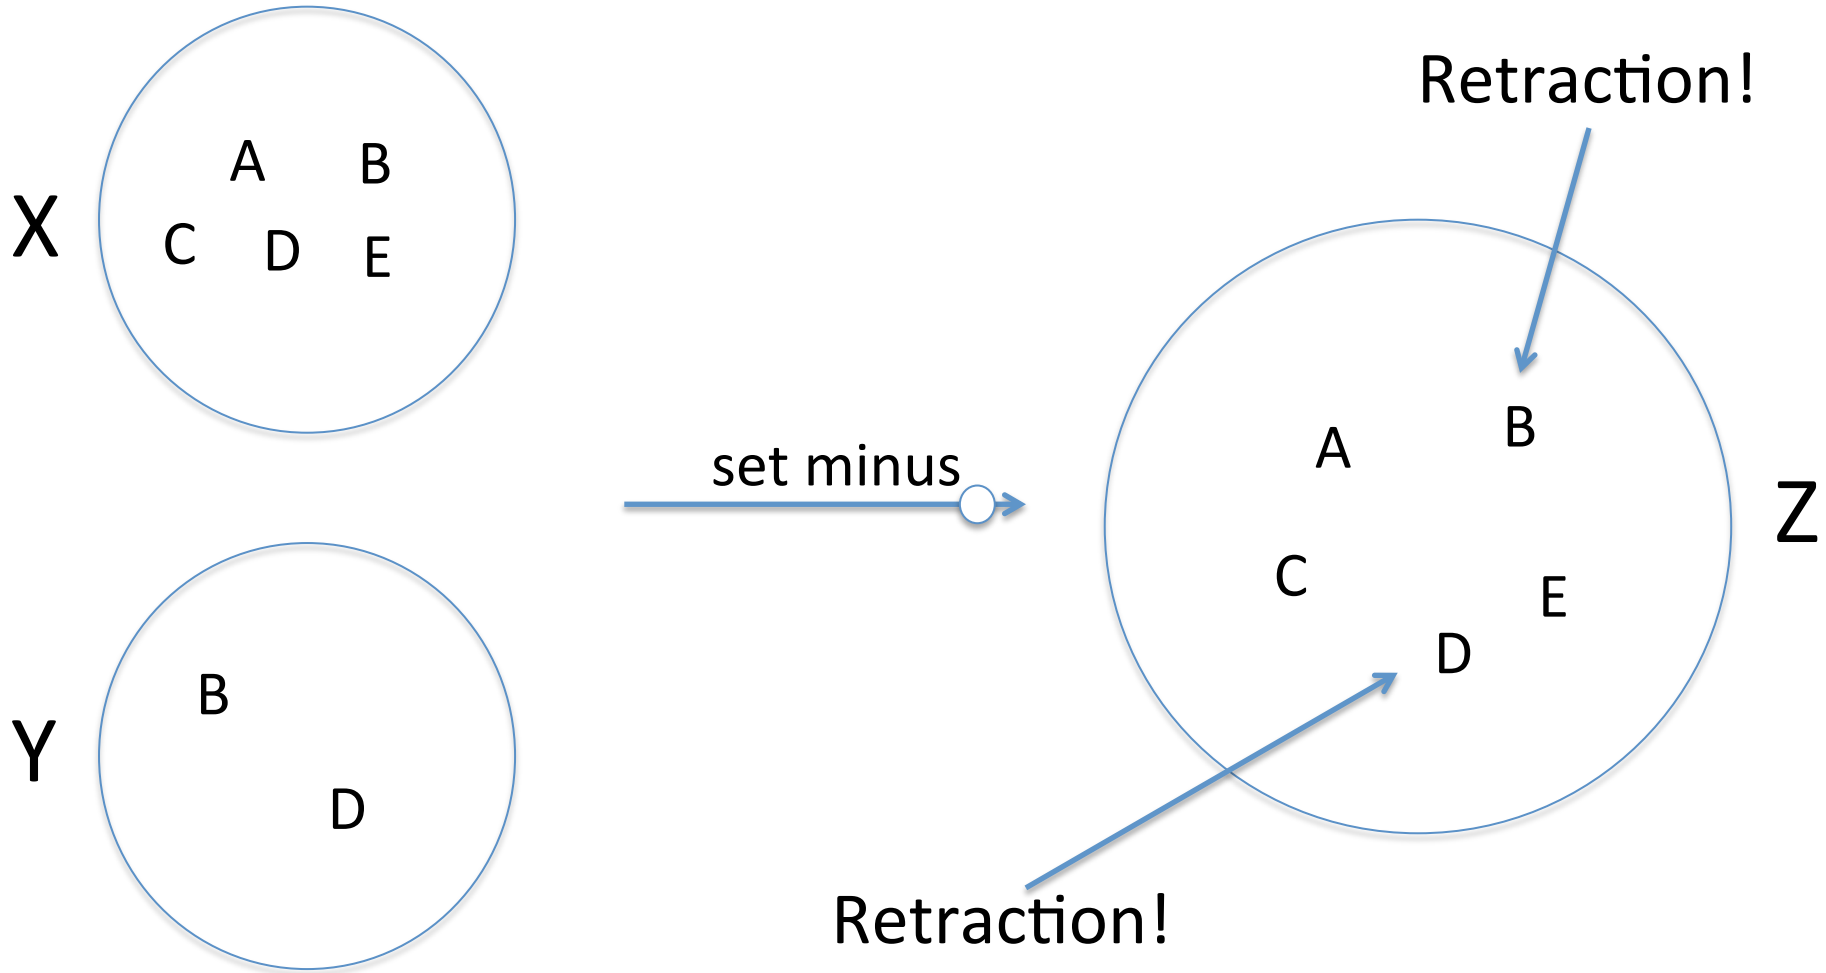 X
A B
C D E
Y
B
D
set minus
Retraction!
A B
C E
D
Z
Retraction!